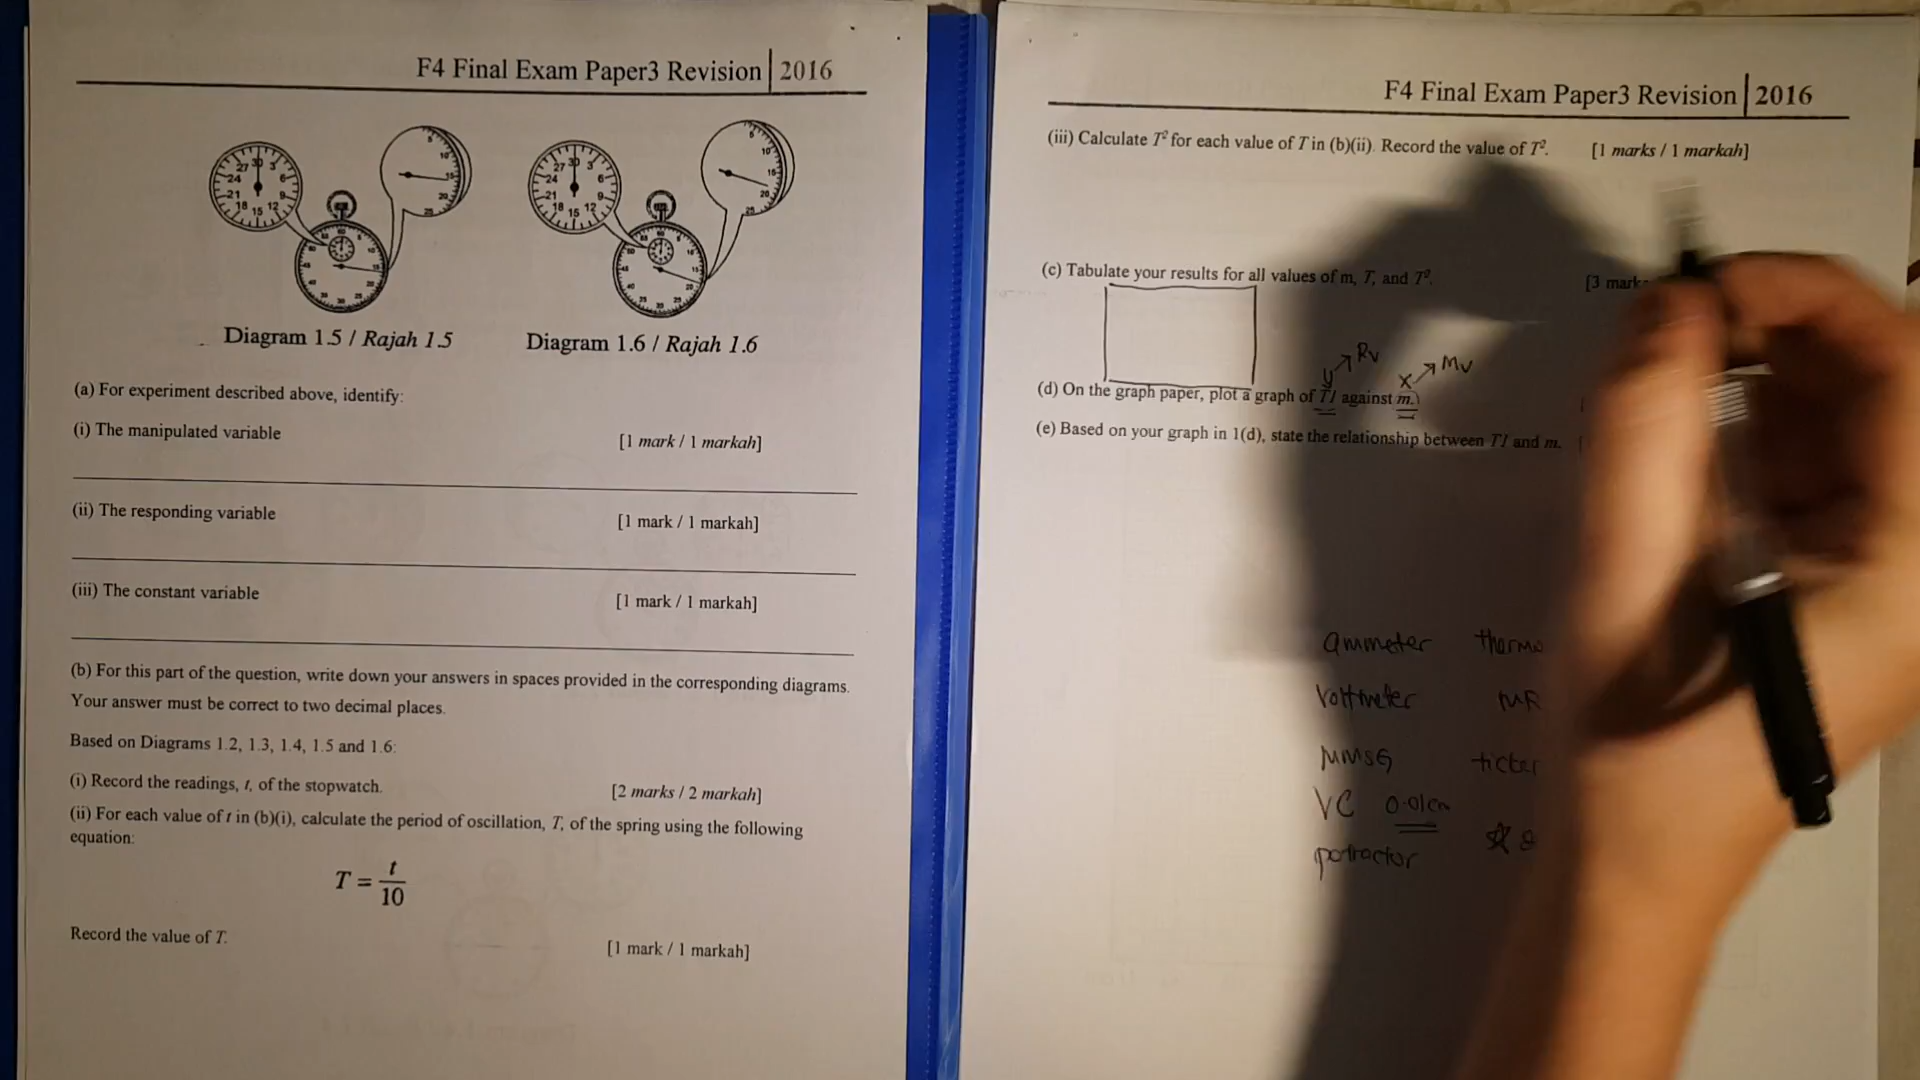 F4 Final Exam Paper3 Revision 2016
Diagram 1.5 / Rajah 1.5
Diagram 1.6 / Rajah 1.6
(a) For experiment described above, identify:
(i) The manipulated variable [1 mark / 1 markah]
(ii) The responding variable [1 mark / 1 markah]
(iii) The constant variable [1 mark / 1 markah]
(b) For this part of the question, write down your answers in spaces provided in the corresponding diagrams.
Your answer must be correct to two decimal places.
Based on Diagrams 1.2, 1.3, 1.4, 1.5 and 1.6:
(i) Record the readings, t, of the stopwatch. [2 marks / 2 markah]
(ii) For each value of t in (b)(i), calculate the period of oscillation, T, of the spring using the following
equation:
T = t/10
Record the value of T. [1 mark / 1 markah]
F4 Final Exam Paper3 Revision 2016
(iii) Calculate T² for each value of T in (b)(ii). Record the value of T². [1 marks / 1 markah]
(c) Tabulate your results for all values of m, T, and T². [3 mark
y → Rv x → Mv
(d) On the graph paper, plot a graph of T1 against m.
(e) Based on your graph in 1(d), state the relationship between T1 and m.
ammeter thermo
Voltmeter MR
MMSG ticker
VC 0.01cm
potractor